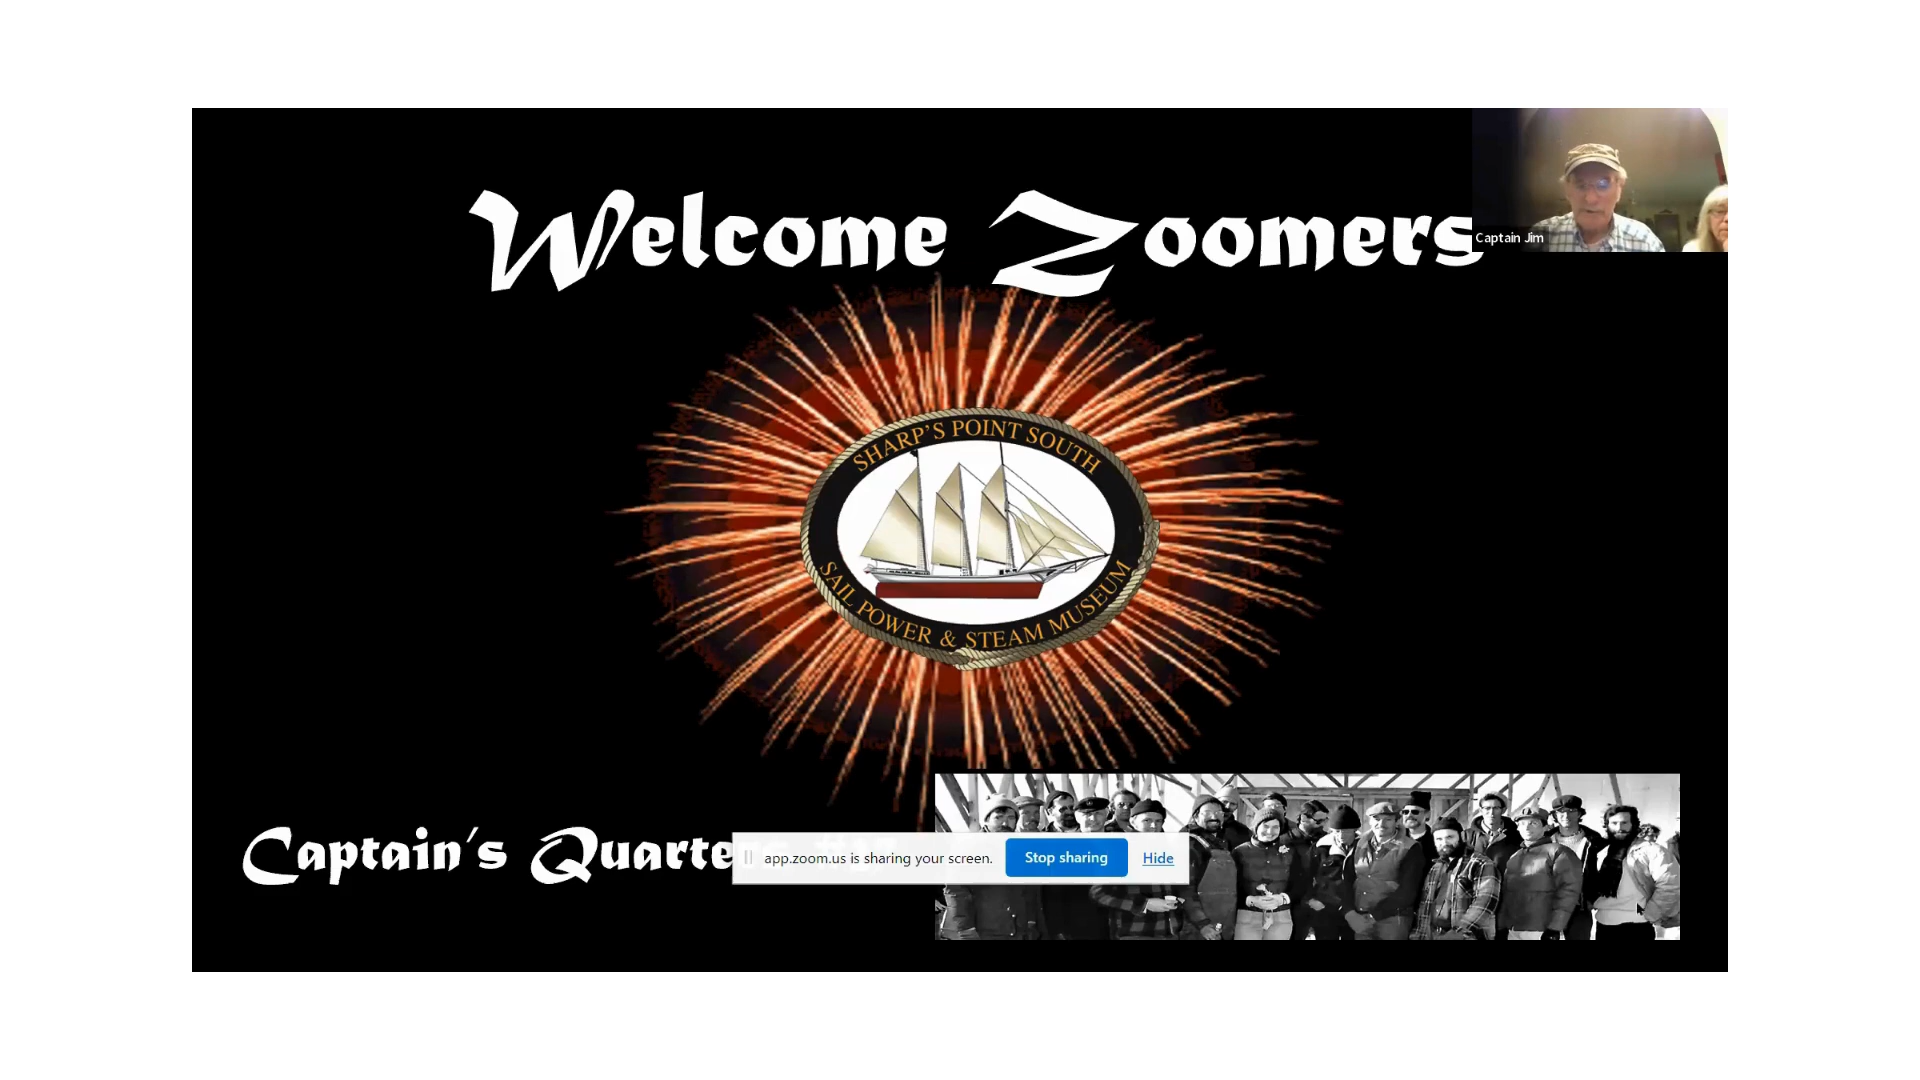 Welcome Zoomers
Captain Jim
SHARP'S POINT SOUTH
SAIL POWER & STEAM MUSEUM
Captain's
app.zoom.us is sharing your screen.
Stop sharing
Hide